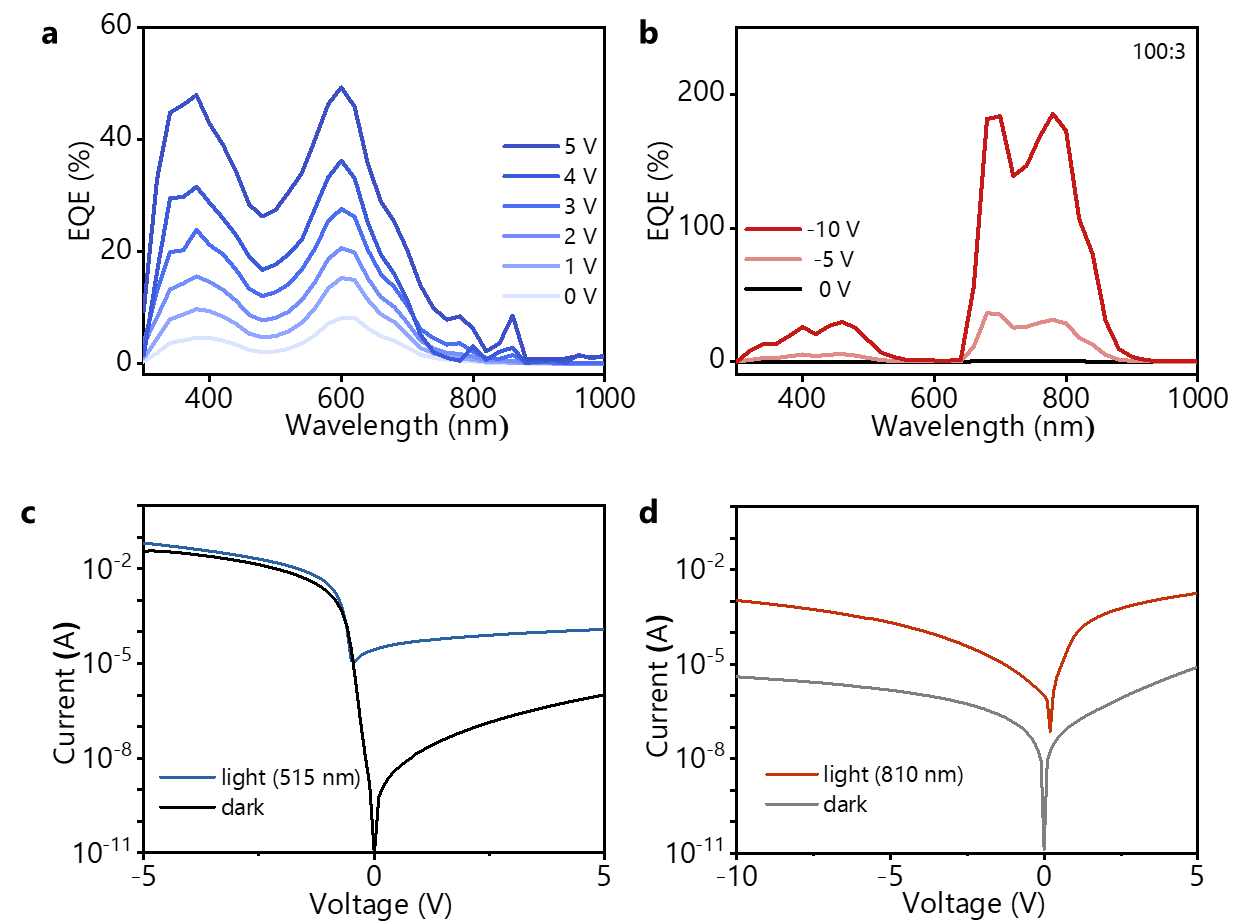 a
60
40
20
0
EQE (%)
5 V
4 V
3 V
2 V
1 V
0 V
400
600
800
1000
Wavelength (nm)
b
100:3
200
100
0
EQE (%)
-10 V
-5 V
0 V
400
600
800
1000
Wavelength (nm)
c
10⁻²
10⁻⁵
10⁻⁸
10⁻¹¹
Current (A)
light (515 nm)
dark
-5
0
5
Voltage (V)
d
10⁻²
10⁻⁵
10⁻⁸
10⁻¹¹
Current (A)
light (810 nm)
dark
-10
-5
0
5
Voltage (V)